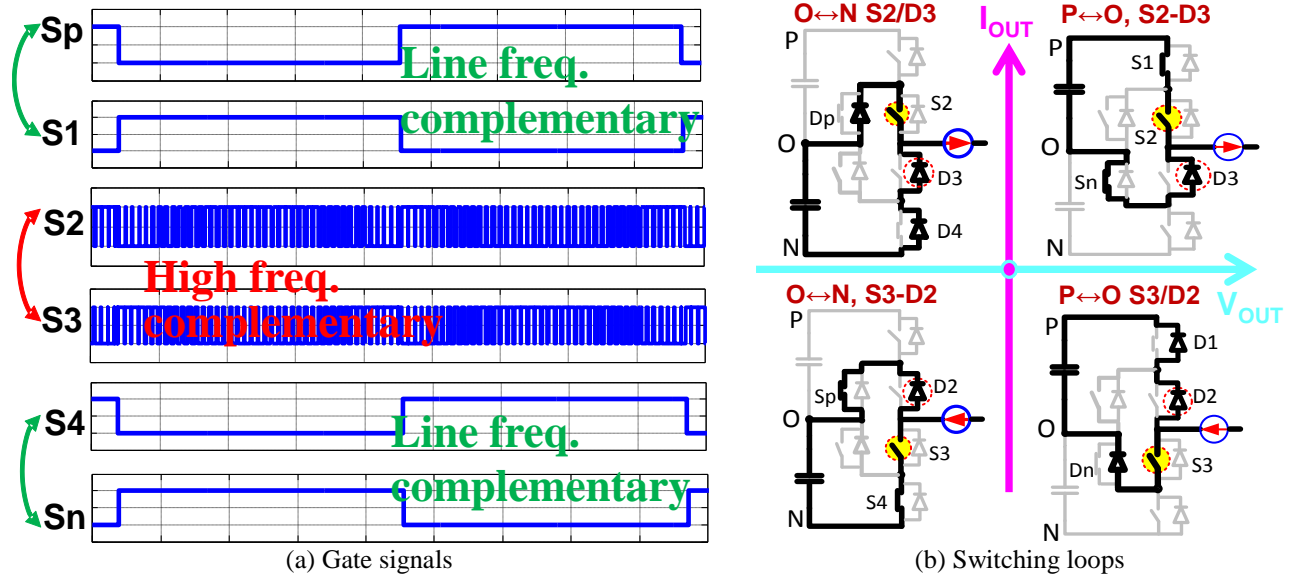 Sp
Line freq.
complementary
S1
S2
High freq.
complementary
S3
S4
Line freq.
complementary
Sn
(a) Gate signals
O↔N S2/D3
P
Dp
S2
O
D3
D4
N
I_OUT
P↔O, S2-D3
P
S1
S2
O
Sn
D3
N
V_OUT
O↔N, S3-D2
P
Sp
D2
O
S3
S4
N
P↔O S3/D2
P
D1
D2
O
Dn
S3
N
(b) Switching loops